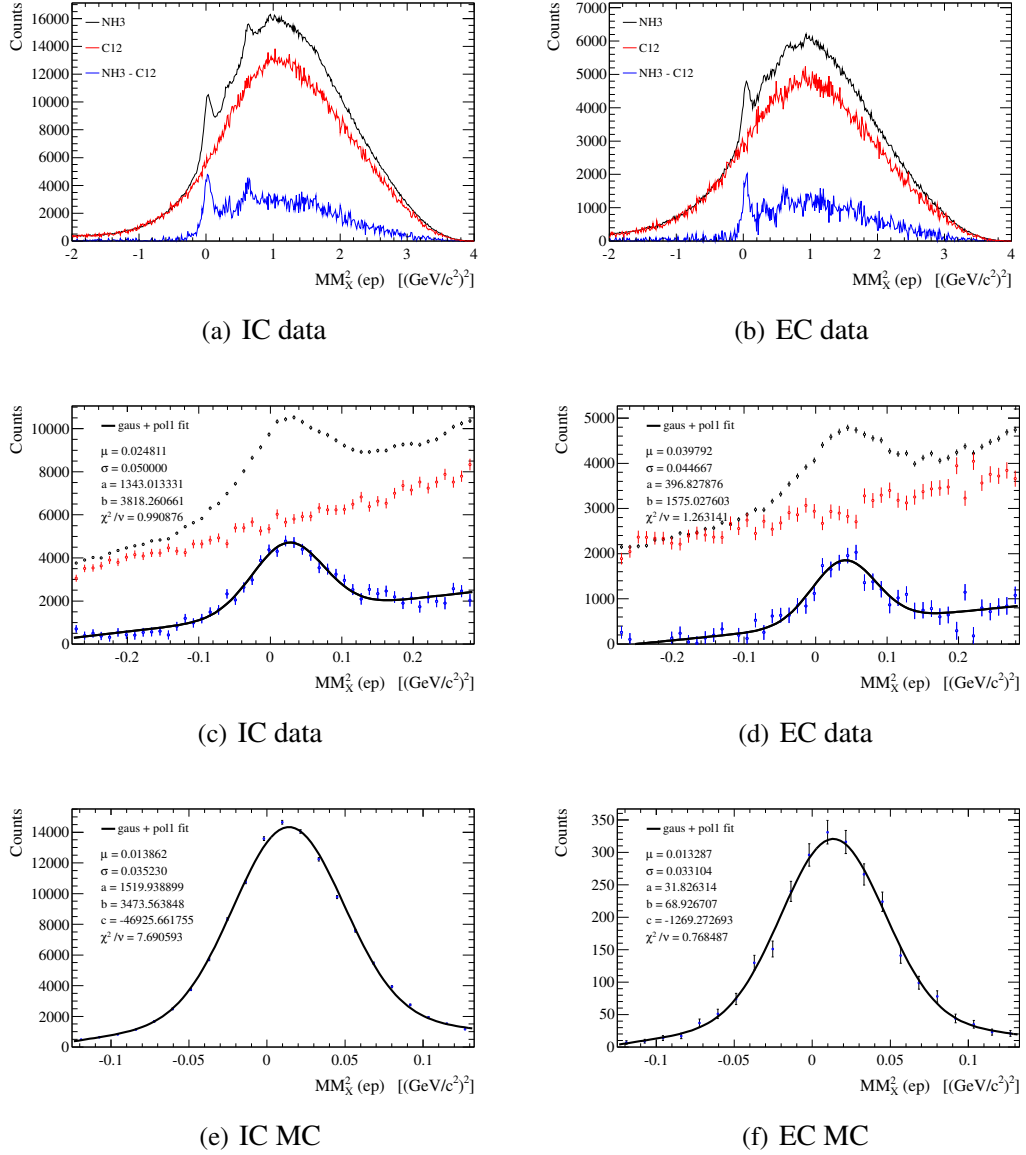 Counts
16000
14000
12000
10000
8000
6000
4000
2000
0
-2 -1 0 1 2 3 4
NH3
C12
NH3 - C12
MM²X (ep) [(GeV/c²)²]
(a) IC data
Counts
7000
6000
5000
4000
3000
2000
1000
0
-2 -1 0 1 2 3 4
NH3
C12
NH3 - C12
MM²X (ep) [(GeV/c²)²]
(b) EC data
Counts
10000
8000
6000
4000
2000
0
-0.2 -0.1 0 0.1 0.2
gaus + pol1 fit
μ = 0.024811
σ = 0.050000
a = 1343.013331
b = 3818.260661
χ²/ν = 0.990876
MM²X (ep) [(GeV/c²)²]
(c) IC data
Counts
5000
4000
3000
2000
1000
0
-0.2 -0.1 0 0.1 0.2
gaus + pol1 fit
μ = 0.039792
σ = 0.044667
a = 396.827876
b = 1575.027603
χ²/ν = 1.263141
MM²X (ep) [(GeV/c²)²]
(d) EC data
Counts
14000
12000
10000
8000
6000
4000
2000
0
-0.1 -0.05 0 0.05 0.1
gaus + pol1 fit
μ = 0.013862
σ = 0.035230
a = 1519.938899
b = 3473.563848
c = -46925.661755
χ²/ν = 7.690593
MM²X (ep) [(GeV/c²)²]
(e) IC MC
Counts
350
300
250
200
150
100
50
0
-0.1 -0.05 0 0.05 0.1
gaus + pol1 fit
μ = 0.013287
σ = 0.033104
a = 31.826314
b = 68.926707
c = -1269.272693
χ²/ν = 0.768487
MM²X (ep) [(GeV/c²)²]
(f) EC MC